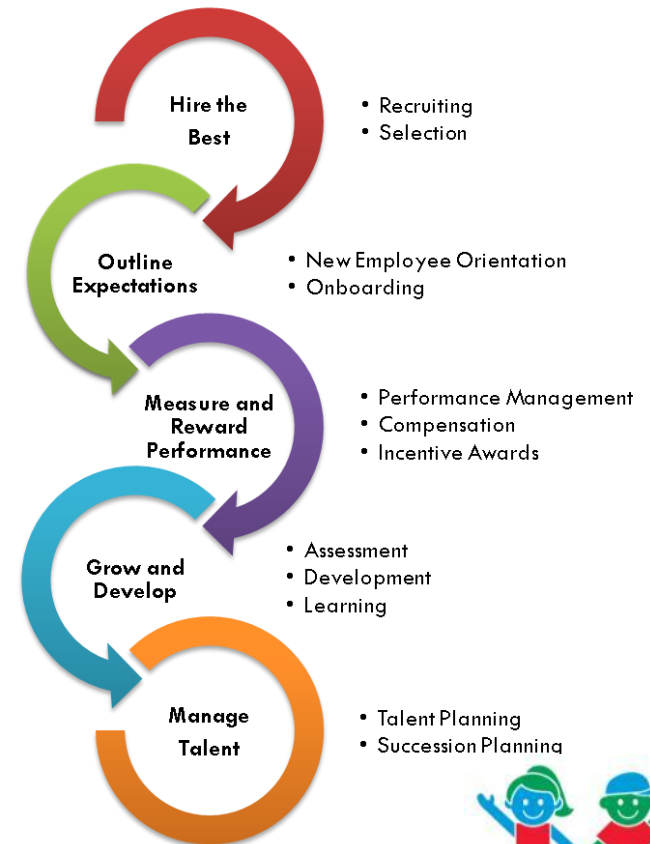 Hire the
Best
• Recruiting
• Selection
Outline
Expectations
• New Employee Orientation
• Onboarding
Measure and
Reward
Performance
• Performance Management
• Compensation
• Incentive Awards
Grow and
Develop
• Assessment
• Development
• Learning
Manage
Talent
• Talent Planning
• Succession Planning